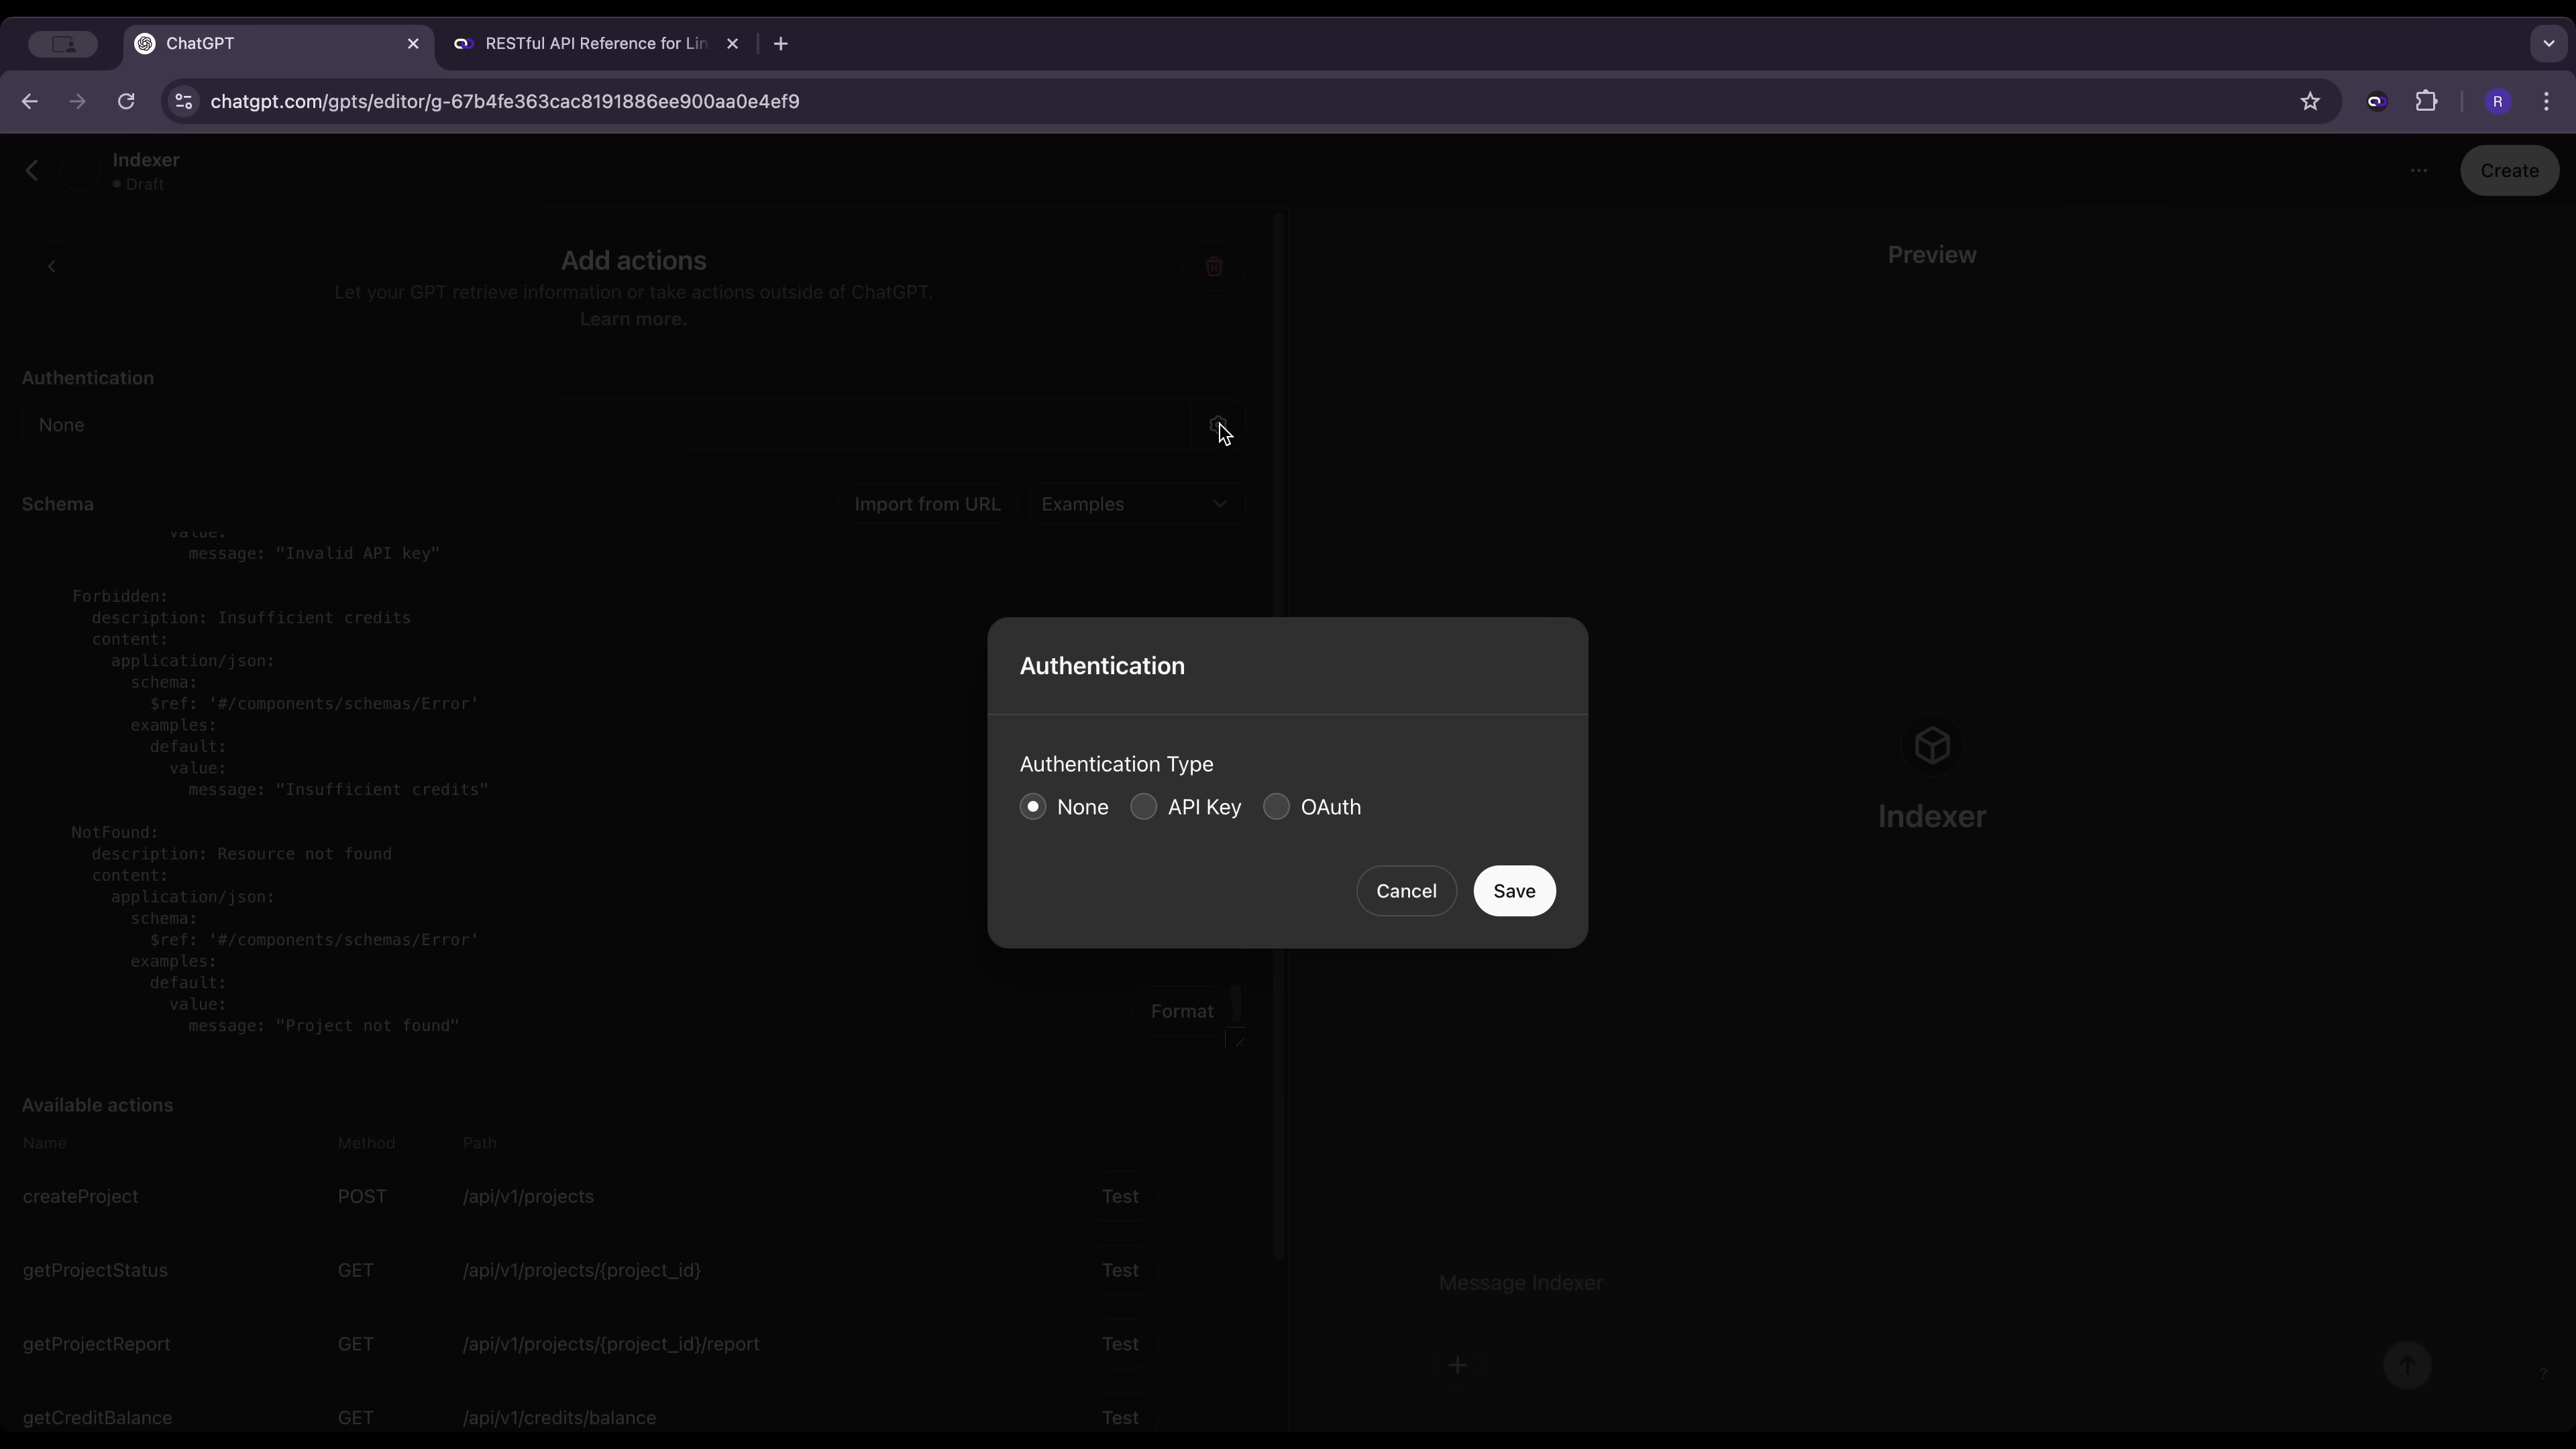 ChatGPT
RESTful API Reference for Lin
chatgpt.com/gpts/editor/g-67b4fe363cac8191886ee900aa0e4ef9
R
Indexer
Draft
Create
Add actions
Let your GPT retrieve information or take actions outside of ChatGPT.
Learn more.
Preview
Authentication
None
Schema
Import from URL
Examples
value:
message: "Invalid API key"
Forbidden:
description: Insufficient credits
content:
application/json:
schema:
$ref: '#/components/schemas/Error'
examples:
default:
value:
message: "Insufficient credits"
NotFound:
description: Resource not found
content:
application/json:
schema:
$ref: '#/components/schemas/Error'
examples:
default:
value:
message: "Project not found"
Format
Authentication
Authentication Type
None API Key OAuth
Cancel Save
Indexer
Available actions
Name Method Path
createProject POST /api/v1/projects Test
getProjectStatus GET /api/v1/projects/{project_id} Test
getProjectReport GET /api/v1/projects/{project_id}/report Test
getCreditBalance GET /api/v1/credits/balance Test
Message Indexer
?